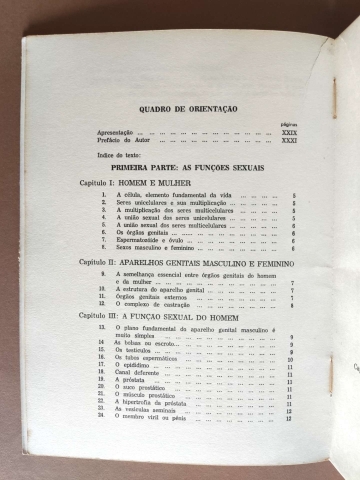 QUADRO DE ORIENTAÇÃO
páginas
Apresentação ... XXIX
Prefácio do Autor ... XXXI
Índice do texto:
PRIMEIRA PARTE: AS FUNÇÕES SEXUAIS
Capítulo I: HOMEM E MULHER
1. A célula, elemento fundamental da vida ... 5
2. Seres unicelulares e sua multiplicação ... 5
3. A multiplicação dos seres multicelulares ... 5
4. A união sexual dos seres unicelulares ... 6
5. A união sexual dos seres multicelulares ... 6
6. Os órgãos genitais ... 6
7. Espermatozóide e óvulo ... 6
8. Sexos masculino e feminino ... 6
Capítulo II: APARELHOS GENITAIS MASCULINO E FEMININO
9. A semelhança essencial entre órgãos genitais do homem
e da mulher ... 7
10. A estrutura do aparelho genital ... 7
11. Órgãos genitais externos ... 7
12. O complexo de castração ... 8
Capítulo III: A FUNÇÃO SEXUAL DO HOMEM
13. O plano fundamental do aparelho genital masculino é
muito simples ... 9
14. As bolsas ou escroto ... 9
15. Os testículos ... 9
16. Os tubos espermáticos ... 10
17. O epidídimo ... 11
18. Canal deferente ... 11
19. A próstata ... 11
20. O suco prostático ... 11
21. O músculo prostático ... 11
22. A hipertrofia da próstata ... 11
23. As vesículas seminais ... 12
24. O membro viril ou pênis ... 12